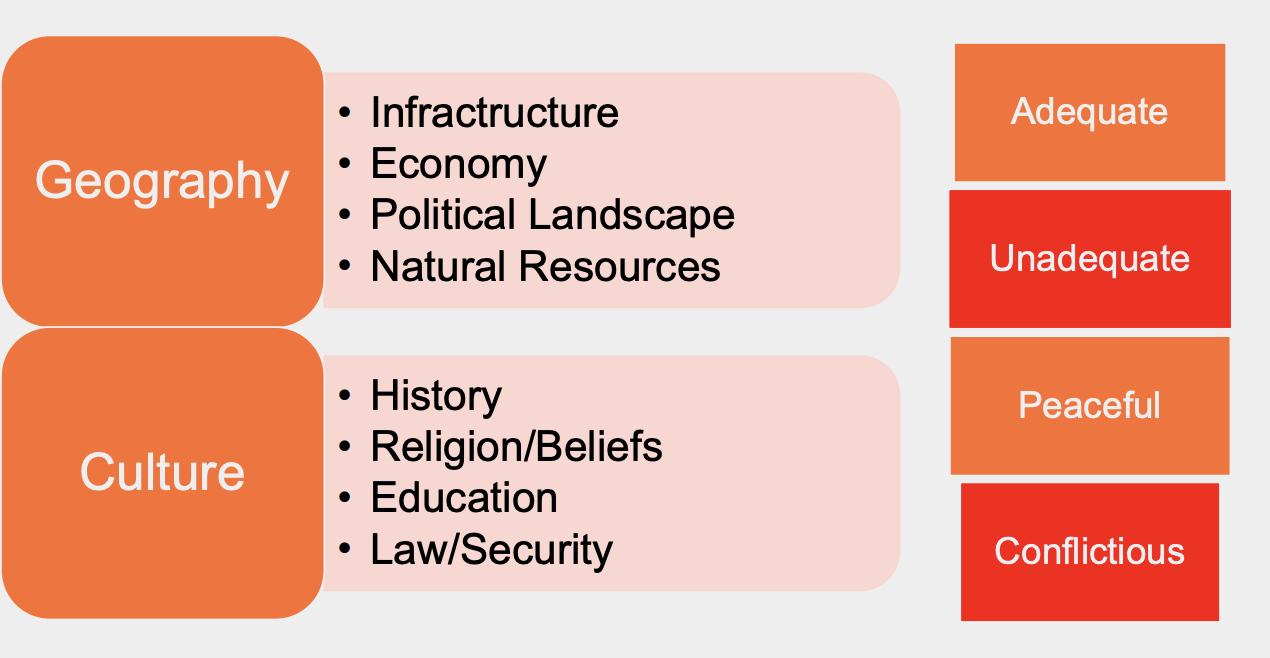 Geography
• Infractructure
• Economy
• Political Landscape
• Natural Resources
Culture
• History
• Religion/Beliefs
• Education
• Law/Security
Adequate
Unadequate
Peaceful
Conflictious